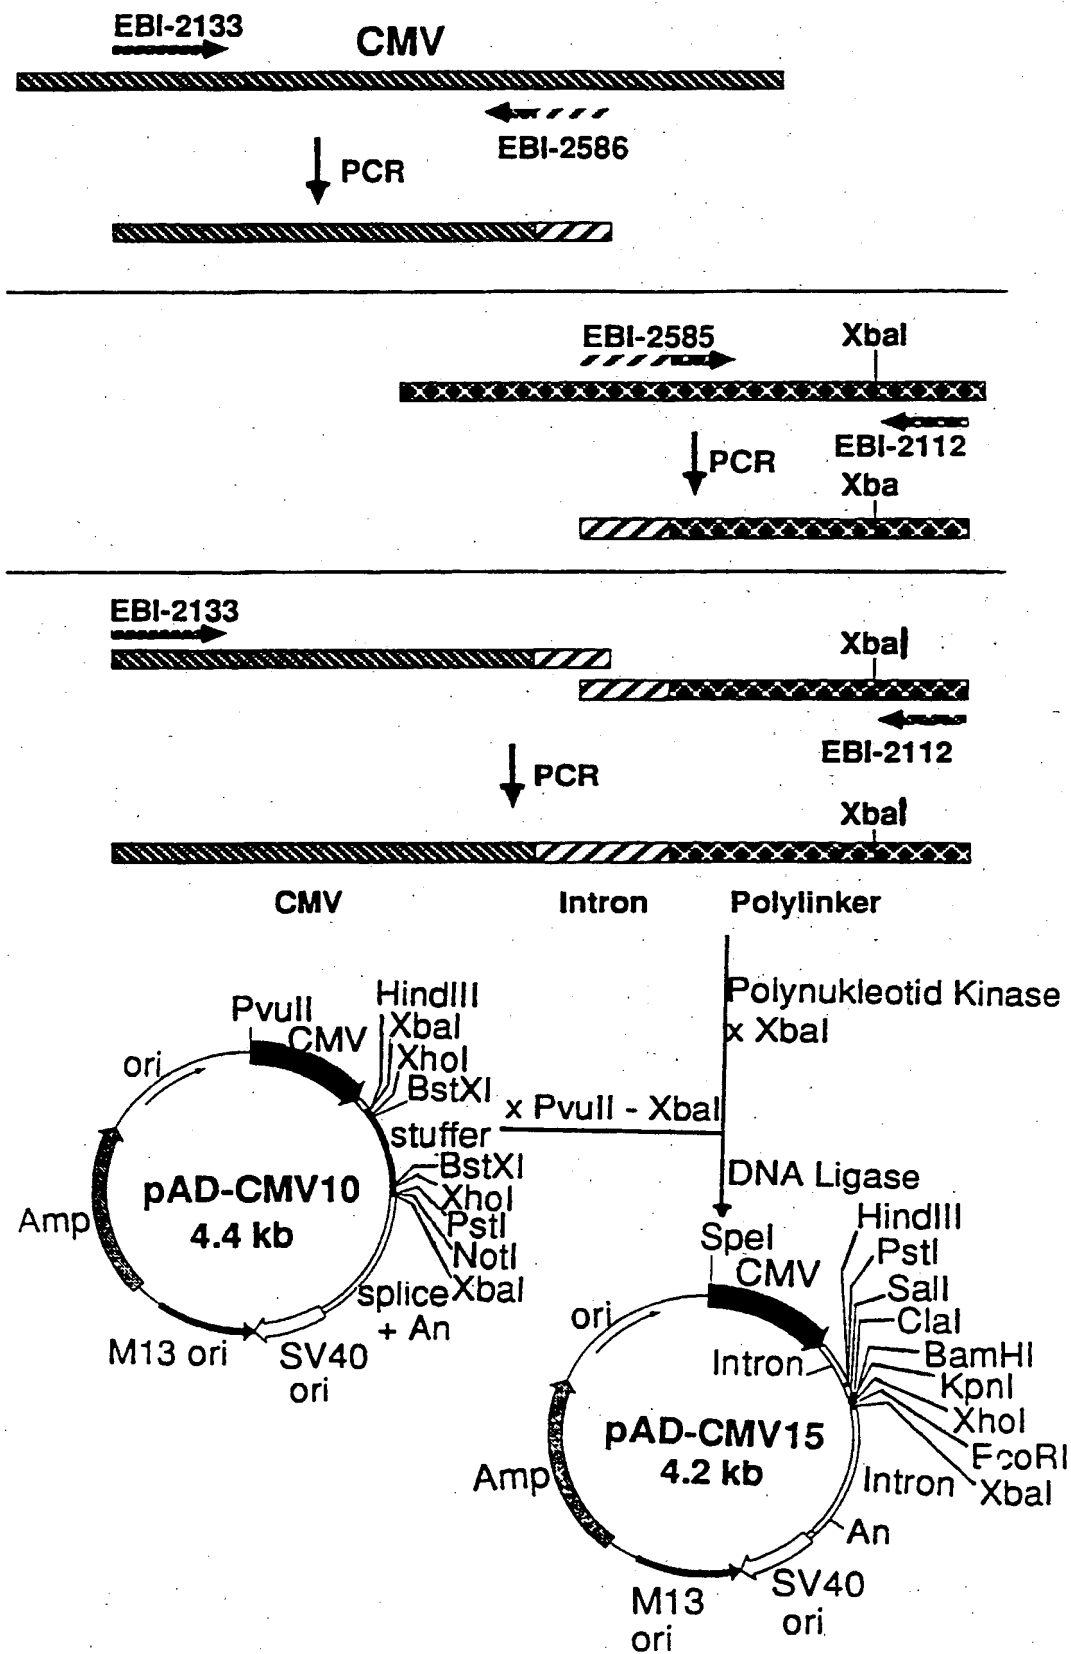 EBI-2133
CMV
EBI-2586
PCR
EBI-2585
XbaI
EBI-2112
PCR
Xba
EBI-2133
XbaI
EBI-2112
PCR
XbaI
CMV Intron Polylinker
Polynukleotid Kinase
x XbaI
PvuII
CMV
HindIII
XbaI
XhoI
BstXI
ori
x PvuII - XbaI
stuffer
BstXI
XhoI
PstI
NotI
XbaI
pAD-CMV10
4.4 kb
Amp
splice
+ An
M13 ori
SV40
ori
DNA Ligase
SpeI
CMV
HindIII
PstI
SalI
ClaI
BamHI
KpnI
XhoI
EcoRI
XbaI
ori
Intron
pAD-CMV15
4.2 kb
Amp
Intron
An
SV40
ori
M13
ori